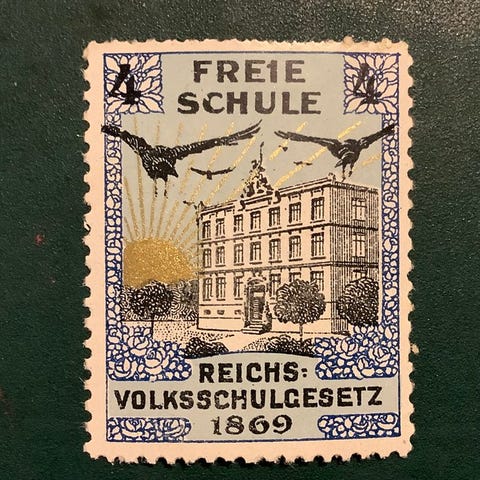 4 FREIE 4
SCHULE
REICHS=
VOLKSSCHULGESETZ
1869